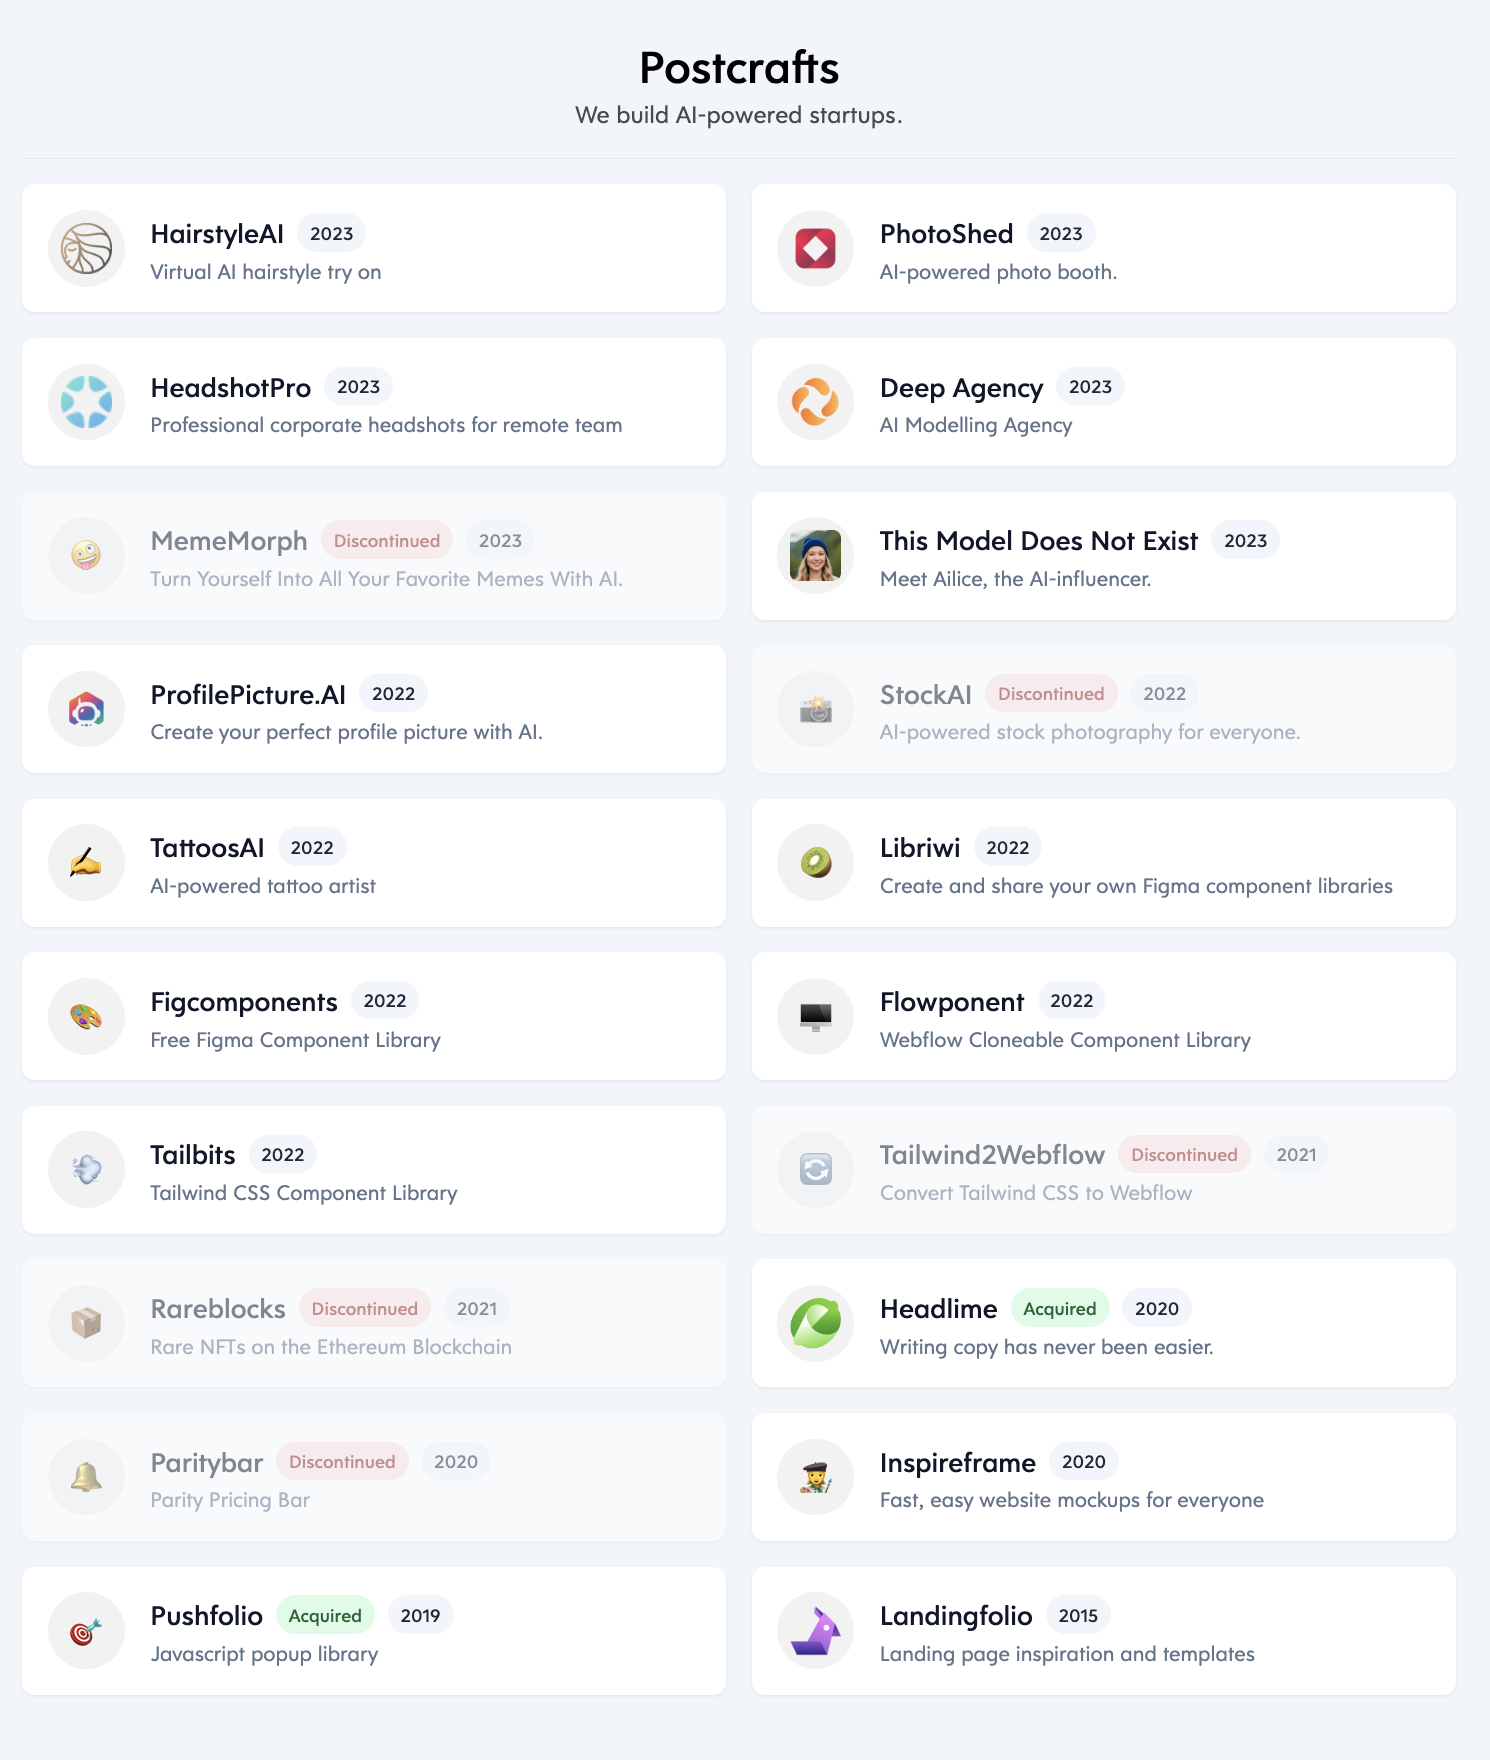 Postcrafts
We build AI-powered startups.
HairstyleAI 2023
Virtual AI hairstyle try on
PhotoShed 2023
AI-powered photo booth.
HeadshotPro 2023
Professional corporate headshots for remote team
Deep Agency 2023
AI Modelling Agency
MemeMorph Discontinued 2023
Turn Yourself Into All Your Favorite Memes With AI.
This Model Does Not Exist 2023
Meet Ailice, the AI-influencer.
ProfilePicture.AI 2022
Create your perfect profile picture with AI.
StockAI Discontinued 2022
AI-powered stock photography for everyone.
TattoosAI 2022
AI-powered tattoo artist
Libriwi 2022
Create and share your own Figma component libraries
Figcomponents 2022
Free Figma Component Library
Flowponent 2022
Webflow Cloneable Component Library
Tailbits 2022
Tailwind CSS Component Library
Tailwind2Webflow Discontinued 2021
Convert Tailwind CSS to Webflow
Rareblocks Discontinued 2021
Rare NFTs on the Ethereum Blockchain
Headlime Acquired 2020
Writing copy has never been easier.
Paritybar Discontinued 2020
Parity Pricing Bar
Inspireframe 2020
Fast, easy website mockups for everyone
Pushfolio Acquired 2019
Javascript popup library
Landingfolio 2015
Landing page inspiration and templates